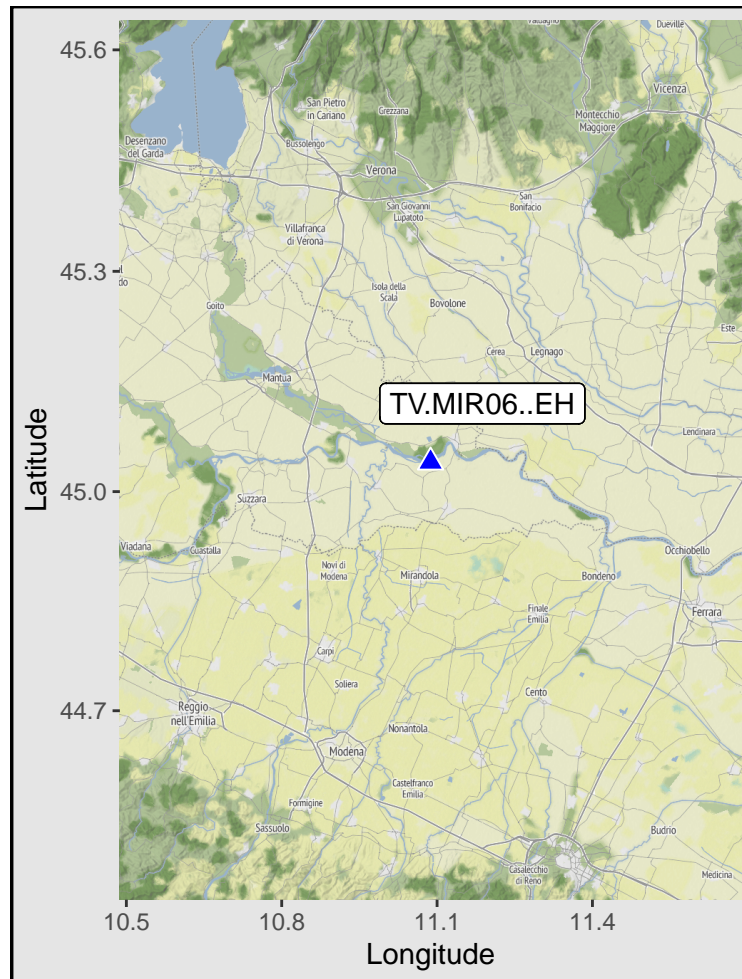 Valdagno
Dueville
45.6
Vicenza
San Pietro
in Cariano
Grezzana
Montecchio
Maggiore
Desenzano
del Garda
Bussolengo
Verona
San
Bonifacio
San Giovanni
Lupatoto
Villafranca
di Verona
45.3
do
Isola della
Scala
Bovolone
Goito
Este
Cerea
Legnago
Mantua
TV.MIR06..EH
Lendinara
Latitude
45.0
Suzzara
Viadana
Guastalla
Occhiobello
Novi di
Modena
Mirandola
Bondeno
Finale
Emilia
Ferrara
Carpi
Soliera
Cento
44.7
Reggio
nell'Emilia
Nonantola
Modena
Castelfranco
Emilia
Formigine
Sassuolo
Budrio
Casalecchio
di Reno
Medicina
10.5
10.8
11.1
11.4
Longitude